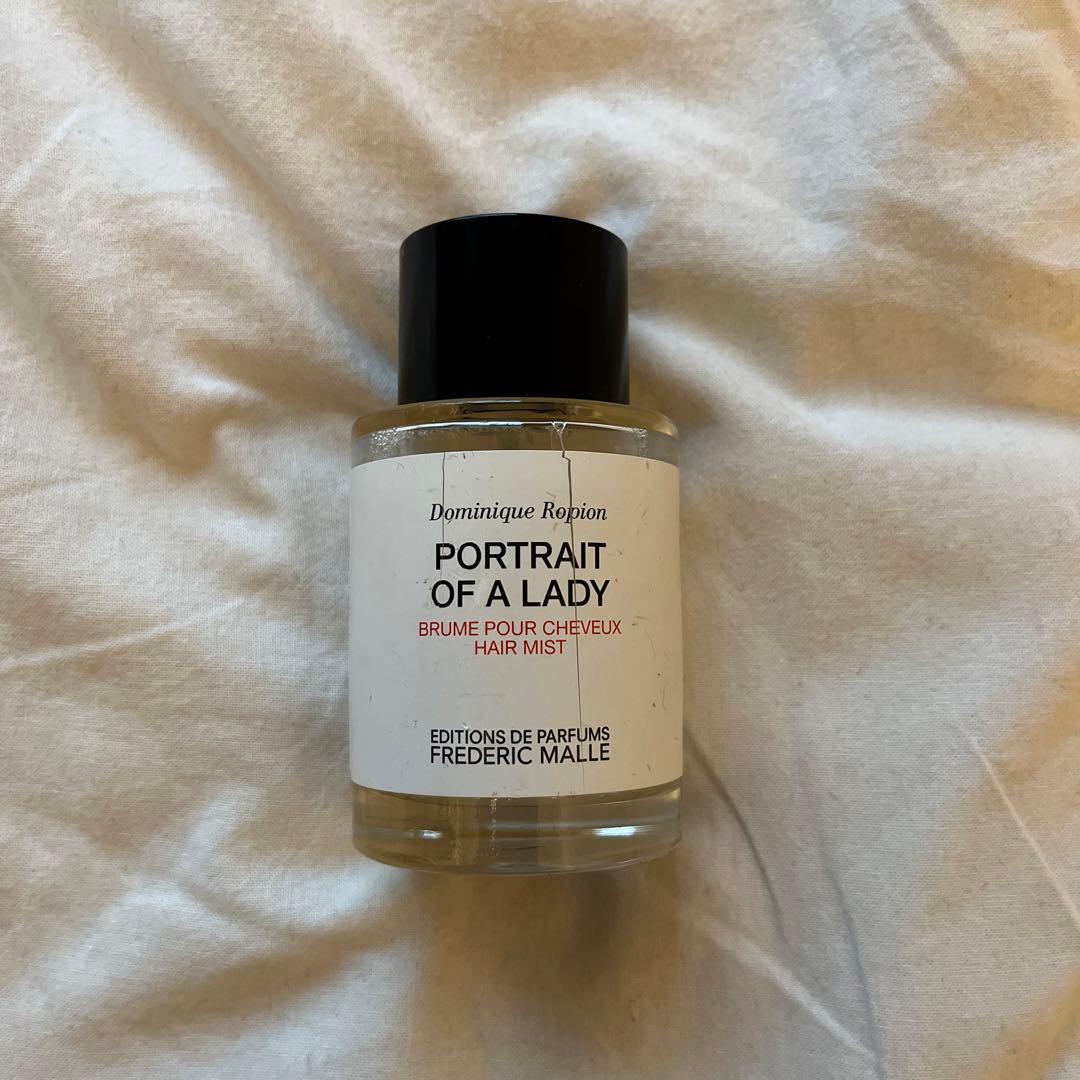 Dominique Ropion
PORTRAIT
OF A LADY
BRUME POUR CHEVEUX
HAIR MIST
EDITIONS DE PARFUMS
FREDERIC MALLE